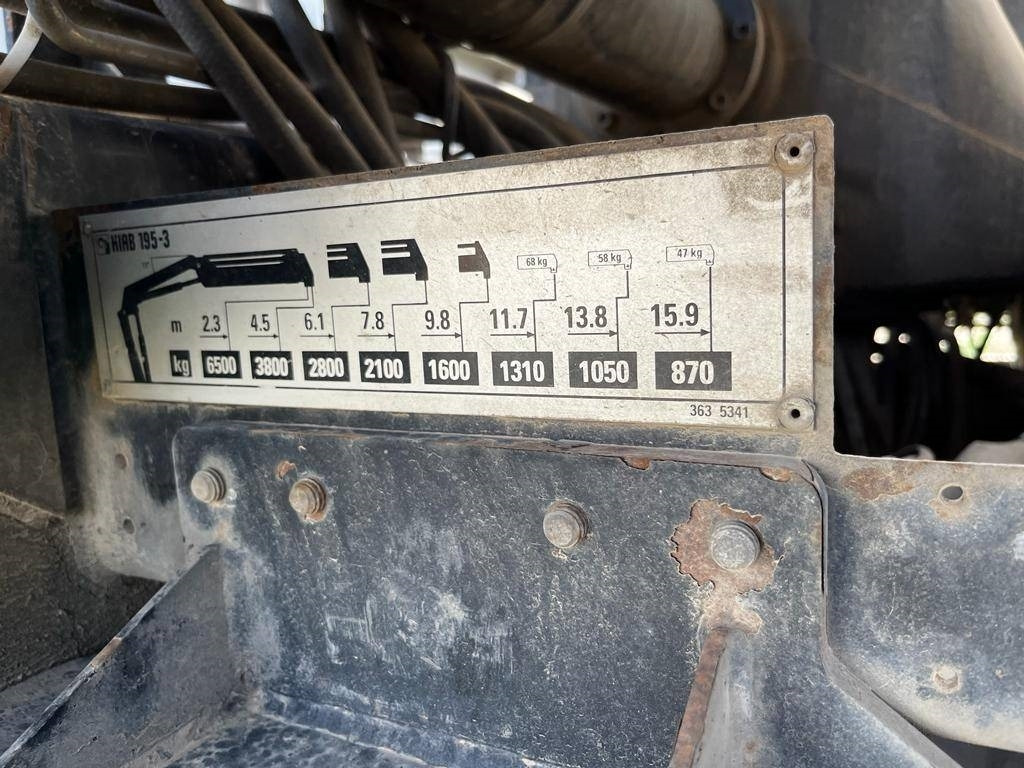 KIAB 195-3
68 kg 58 kg 47 kg
m 2.3 4.5 6.1 7.8 9.8 11.7 13.8 15.9
kg 6500 3800 2800 2100 1600 1310 1050 870
363 5341